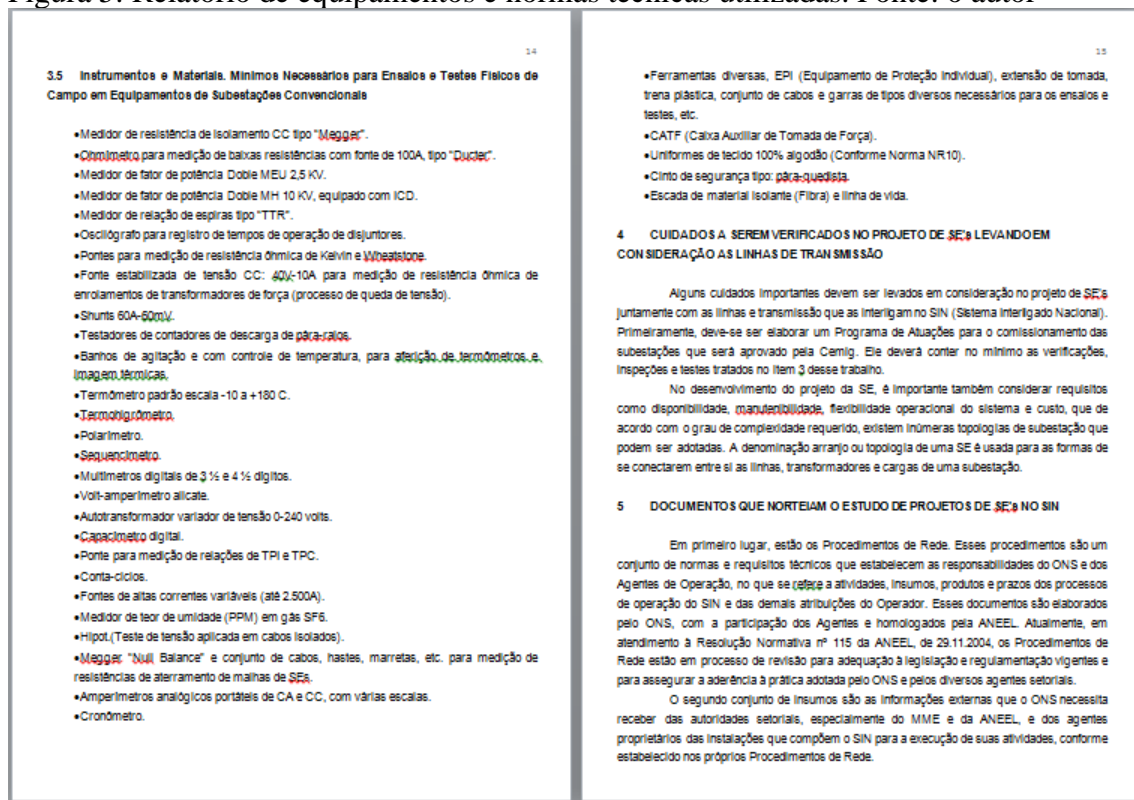 Figura 5: Relatório de equipamentos e normas técnicas utilizadas. Fonte: o autor
14
3.5 Instrumentos e Materiais. Mínimos Necessários para Ensaios e Testes Físicos de
Campo em Equipamentos de Subestações Convencionais
•Medidor de resistência de isolamento CC tipo "Megger".
•Ohmímetro para medição de baixas resistências com fonte de 100A, tipo "Ducter".
•Medidor de fator de potência Doble MEU 2,5 KV.
•Medidor de fator de potência Doble MH 10 KV, equipado com ICD.
•Medidor de relação de espiras tipo "TTR".
•Oscilógrafo para registro de tempos de operação de disjuntores.
•Pontes para medição de resistência ôhmica de Kelvin e Wheatstone.
•Fonte estabilizada de tensão CC: 40V-10A para medição de resistência ôhmica de
enrolamentos de transformadores de força (processo de queda de tensão).
•Shunts 60A-60mV.
•Testadores de contadores de descarga de pára-raios.
•Banhos de agitação e com controle de temperatura, para aferição de termômetros e
imagem térmicas.
•Termômetro padrão escala -10 a +180 C.
•Termohigrômetro.
•Polarímetro.
•Sequencímetro.
•Multímetros digitais de 3 ½ e 4 ½ dígitos.
•Volt-amperímetro alicate.
•Autotransformador variador de tensão 0-240 volts.
•Capacímetro digital.
•Ponte para medição de relações de TPI e TPC.
•Conta-ciclos.
•Fontes de altas correntes variáveis (até 2.500A).
•Medidor de teor de umidade (PPM) em gás SF6.
•Hipot.(Teste de tensão aplicada em cabos isolados).
•Megger "Null Balance" e conjunto de cabos, hastes, marretas, etc. para medição de
resistências de aterramento de malhas de SEs.
•Amperímetros analógicos portáteis de CA e CC, com várias escalas.
•Cronômetro.
15
•Ferramentas diversas, EPI (Equipamento de Proteção Individual), extensão de tomada,
trena plástica, conjunto de cabos e garras de tipos diversos necessários para os ensaios e
testes, etc.
•CATF (Caixa Auxiliar de Tomada de Força).
•Uniformes de tecido 100% algodão (Conforme Norma NR10).
•Cinto de segurança tipo: pára-quedista.
•Escada de material isolante (Fibra) e linha de vida.
4 CUIDADOS A SEREM VERIFICADOS NO PROJETO DE SE's LEVANDO EM
CONSIDERAÇÃO AS LINHAS DE TRANSMISSÃO
Alguns cuidados importantes devem ser levados em consideração no projeto de SE's
juntamente com as linhas e transmissão que as interligam no SIN (Sistema Interligado Nacional).
Primeiramente, deve-se ser elaborar um Programa de Atuações para o comissionamento das
subestações que será aprovado pela Cemig. Ele deverá conter no mínimo as verificações,
inspeções e testes tratados no item 3 desse trabalho.
No desenvolvimento do projeto da SE, é importante também considerar requisitos
como disponibilidade, manutenibilidade, flexibilidade operacional do sistema e custo, que de
acordo com o grau de complexidade requerido, existem inúmeras topologias de subestação que
podem ser adotadas. A denominação arranjo ou topologia de uma SE é usada para as formas de
se conectarem entre si as linhas, transformadores e cargas de uma subestação.
5 DOCUMENTOS QUE NORTEIAM O ESTUDO DE PROJETOS DE SE's NO SIN
Em primeiro lugar, estão os Procedimentos de Rede. Esses procedimentos são um
conjunto de normas e requisitos técnicos que estabelecem as responsabilidades do ONS e dos
Agentes de Operação, no que se refere a atividades, insumos, produtos e prazos dos processos
de operação do SIN e das demais atribuições do Operador. Esses documentos são elaborados
pelo ONS, com a participação dos Agentes e homologados pela ANEEL. Atualmente, em
atendimento à Resolução Normativa nº 115 da ANEEL, de 29.11.2004, os Procedimentos de
Rede estão em processo de revisão para adequação à legislação e regulamentação vigentes e
para assegurar a aderência à prática adotada pelo ONS e pelos diversos agentes setoriais.
O segundo conjunto de insumos são as informações externas que o ONS necessita
receber das autoridades setoriais, especialmente do MME e da ANEEL, e dos agentes
proprietários das instalações que compõem o SIN para a execução de suas atividades, conforme
estabelecido nos próprios Procedimentos de Rede.